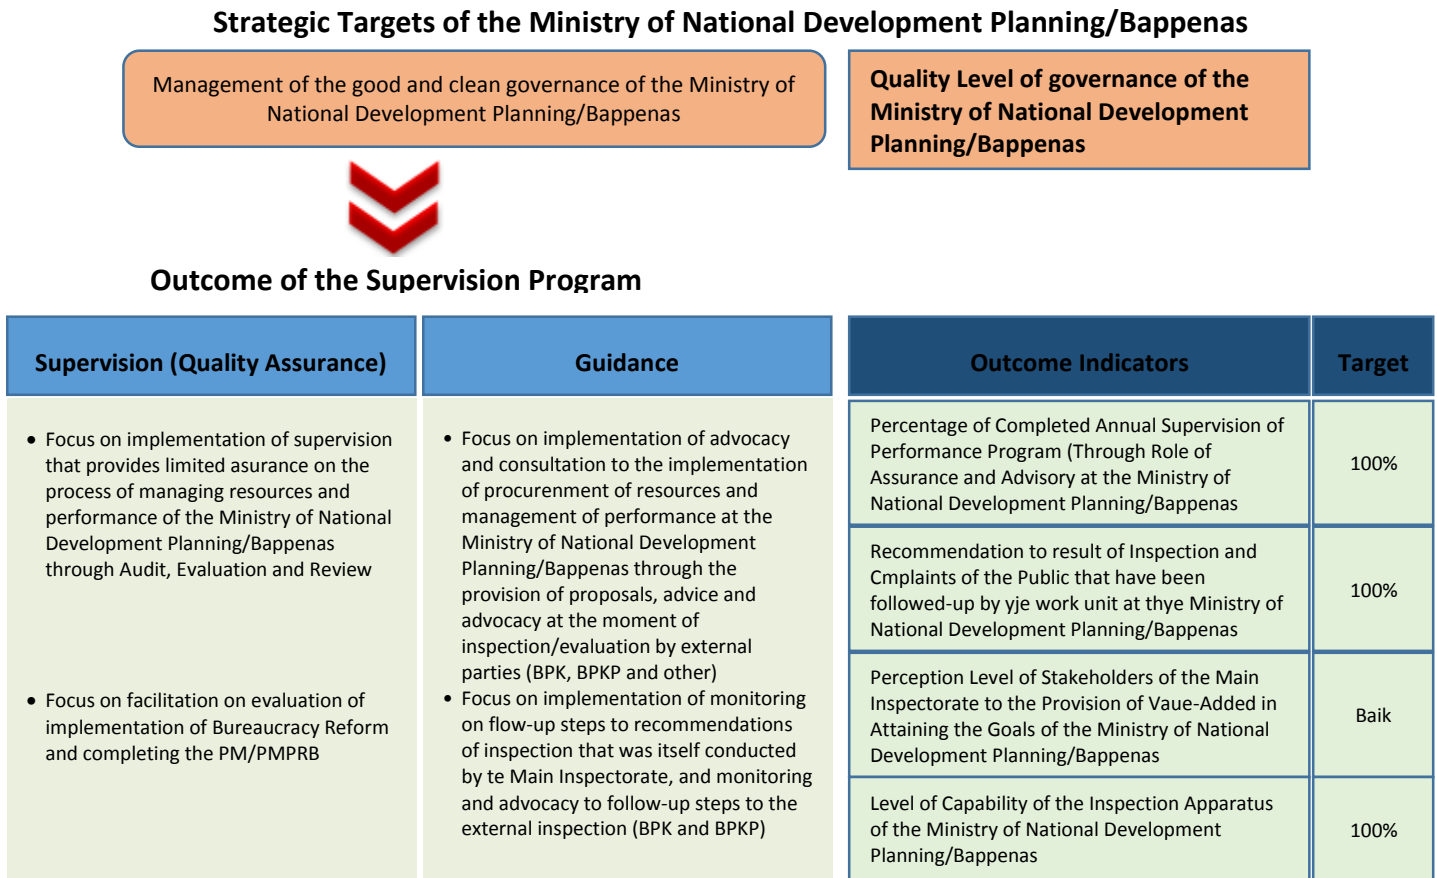 Strategic Targets of the Ministry of National Development Planning/Bappenas
Management of the good and clean governance of the Ministry of
National Development Planning/Bappenas
Quality Level of governance of the
Ministry of National Development
Planning/Bappenas
Outcome of the Supervision Program
Supervision (Quality Assurance)
• Focus on implementation of supervision
that provides limited asurance on the
process of managing resources and
performance of the Ministry of National
Development Planning/Bappenas
through Audit, Evaluation and Review
• Focus on facilitation on evaluation of
implementation of Bureaucracy Reform
and completing the PM/PMPRB
Guidance
• Focus on implementation of advocacy
and consultation to the implementation
of procurenment of resources and
management of performance at the
Ministry of National Development
Planning/Bappenas through the
provision of proposals, advice and
advocacy at the moment of
inspection/evaluation by external
parties (BPK, BPKP and other)
• Focus on implementation of monitoring
on flow-up steps to recommendations
of inspection that was itself conducted
by te Main Inspectorate, and monitoring
and advocacy to follow-up steps to the
external inspection (BPK and BPKP)
Outcome Indicators
Target
Percentage of Completed Annual Supervision of
Performance Program (Through Role of
Assurance and Advisory at the Ministry of
National Development Planning/Bappenas
100%
Recommendation to result of Inspection and
Cmplaints of the Public that have been
followed-up by yje work unit at thye Ministry of
National Development Planning/Bappenas
100%
Perception Level of Stakeholders of the Main
Inspectorate to the Provision of Vaue-Added in
Attaining the Goals of the Ministry of National
Development Planning/Bappenas
Baik
Level of Capability of the Inspection Apparatus
of the Ministry of National Development
Planning/Bappenas
100%